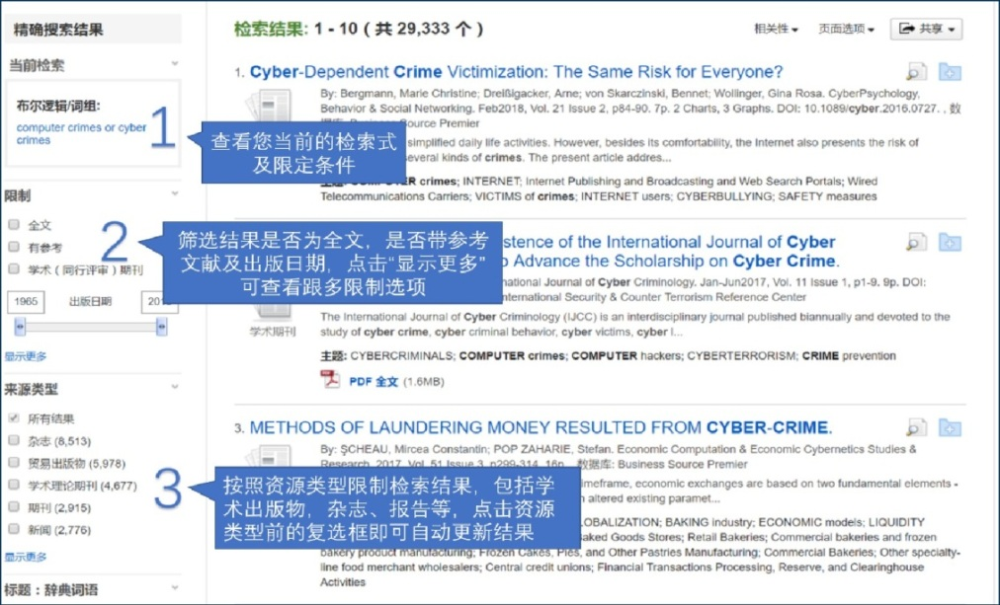 精确搜索结果
当前检索
布尔逻辑/词组:
computer crimes or cyber
crimes
1
查看您当前的检索式
及限定条件
限制
全文
有参考
学术（同行评审）期刊
2
筛选结果是否为全文，是否带参考
文献及出版日期，点击“显示更多”
可查看跟多限制选项
1965 出版日期
显示更多
来源类型
所有结果
杂志 (6,513)
贸易出版物 (5,978)
学术理论期刊 (4,677)
期刊 (2,915)
新闻 (2,776)
显示更多
标题：辞典词语
3
按照资源类型限制检索结果，包括学
术出版物，杂志、报告等，点击资源
类型前的复选框即可自动更新结果
检索结果: 1 - 10 ( 共 29,333 个 )
相关性 页面选项 共享
1. Cyber-Dependent Crime Victimization: The Same Risk for Everyone?
By: Bergmann, Marie Christine; Dreißigacker, Arne; von Skarczinski, Bennet; Wollinger, Gina Rosa. CyberPsychology,
Behavior & Social Networking. Feb2018, Vol. 21 Issue 2, p84-90. 7p. 2 Charts, 3 Graphs. DOI: 10.1089/cyber.2016.0727. , 数
Source Premier
simplified daily life activities. However, besides its comfortability, the Internet also presents the risk of
several kinds of crimes. The present article addres...
crimes; INTERNET; Internet Publishing and Broadcasting and Web Search Portals; Wired
Telecommunications Carriers; VICTIMS of crimes; INTERNET users; CYBERBULLYING; SAFETY measures
stence of the International Journal of Cyber
Advance the Scholarship on Cyber Crime.
national Journal of Cyber Criminology. Jan-Jun2017, Vol. 11 Issue 1, p1-9. 9p. DOI:
International Security & Counter Terrorism Reference Center
学术期刊
The International Journal of Cyber Criminology (IJCC) is an interdisciplinary journal published biannually and devoted to the
study of cyber crime, cyber criminal behavior, cyber victims, cyber l...
主题: CYBERCRIMINALS; COMPUTER crimes; COMPUTER hackers; CYBERTERRORISM; CRIME prevention
PDF 全文 (1.6MB)
3. METHODS OF LAUNDERING MONEY RESULTED FROM CYBER-CRIME.
By: ŞCHEAU, Mircea Constantin; POP ZAHARIE, Stefan. Economic Computation & Economic Cybernetics Studies &
Research. 2017, Vol. 51 Issue 3, p299-314. 16p. 数据库: Business Source Premier
timeframe, economic exchanges are based on two fundamental elements -
n altered existing paramet...
OBALIZATION; BAKING industry; ECONOMIC models; LIQUIDITY
aked Goods Stores; Retail Bakeries; Commercial bakeries and frozen
bakery product manufacturing; Frozen Cakes, Pies, and Other Pastries Manufacturing; Commercial Bakeries; Other specialty-
line food merchant wholesalers; Central credit unions; Financial Transactions Processing, Reserve, and Clearinghouse
Activities